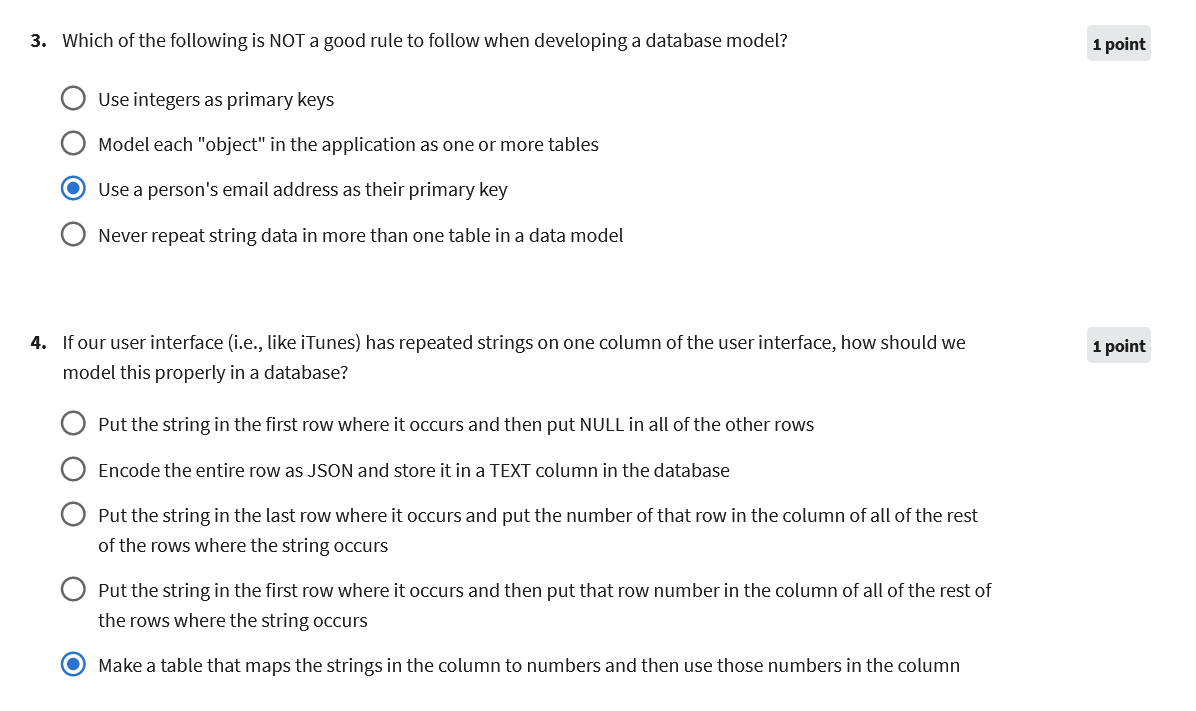 3. Which of the following is NOT a good rule to follow when developing a database model?
1 point
Use integers as primary keys
Model each "object" in the application as one or more tables
Use a person's email address as their primary key
Never repeat string data in more than one table in a data model
4. If our user interface (i.e., like iTunes) has repeated strings on one column of the user interface, how should we
model this properly in a database?
1 point
Put the string in the first row where it occurs and then put NULL in all of the other rows
Encode the entire row as JSON and store it in a TEXT column in the database
Put the string in the last row where it occurs and put the number of that row in the column of all of the rest
of the rows where the string occurs
Put the string in the first row where it occurs and then put that row number in the column of all of the rest of
the rows where the string occurs
Make a table that maps the strings in the column to numbers and then use those numbers in the column